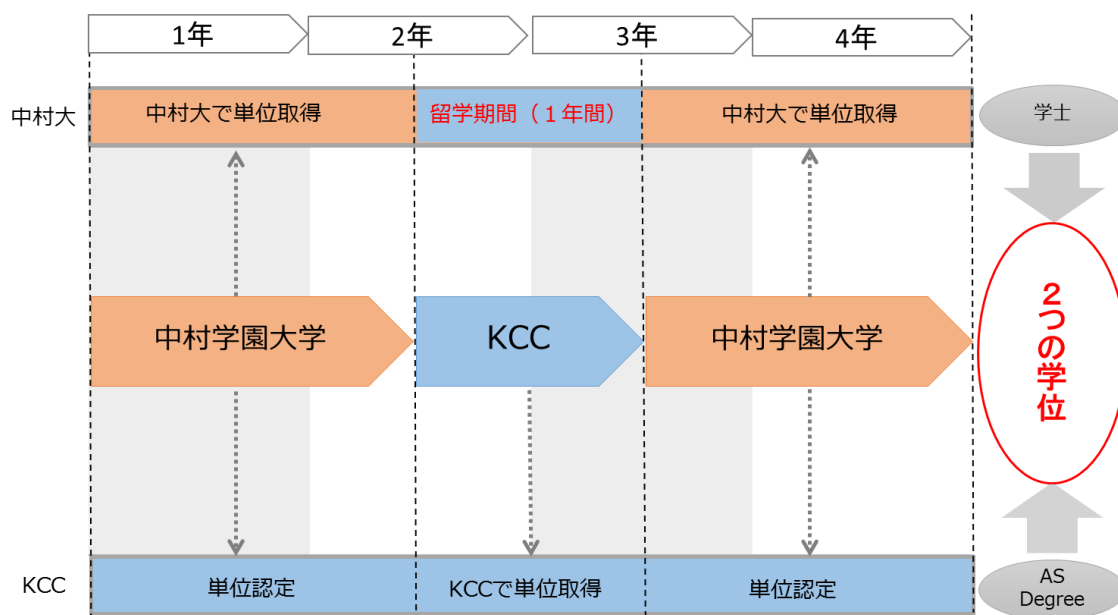 1年
2年
3年
4年
中村大
中村大で単位取得
留学期間（１年間）
中村大で単位取得
学士
中村学園大学
KCC
中村学園大学
２つの学位
KCC
単位認定
KCCで単位取得
単位認定
AS
Degree